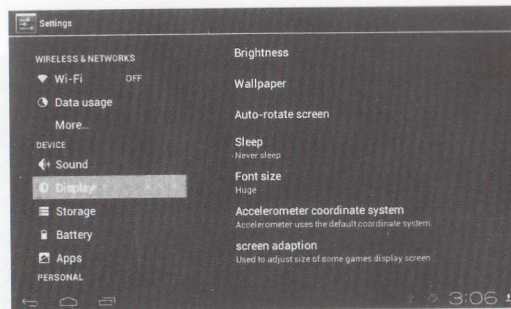 Settings
WIRELESS & NETWORKS
Wi-Fi OFF
Data usage
More...
DEVICE
Sound
Display
Storage
Battery
Apps
PERSONAL
Brightness
Wallpaper
Auto-rotate screen
Sleep
Never sleep
Font size
Huge
Accelerometer coordinate system
Accelerometer uses the default coordinate system.
screen adaption
Used to adjust size of some games display screen
3:06